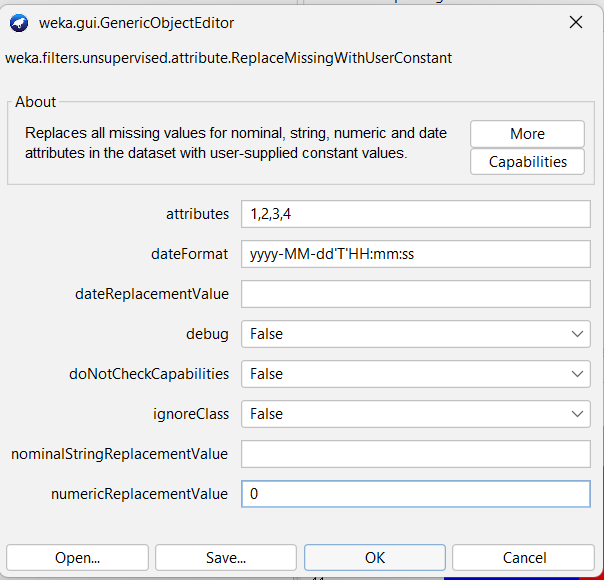 weka.gui.GenericObjectEditor
weka.filters.unsupervised.attribute.ReplaceMissingWithUserConstant
About
Replaces all missing values for nominal, string, numeric and date
attributes in the dataset with user-supplied constant values.
More
Capabilities
attributes 1,2,3,4
dateFormat yyyy-MM-dd'T'HH:mm:ss
dateReplacementValue
debug False
doNotCheckCapabilities False
ignoreClass False
nominalStringReplacementValue
numericReplacementValue 0
Open... Save... OK Cancel